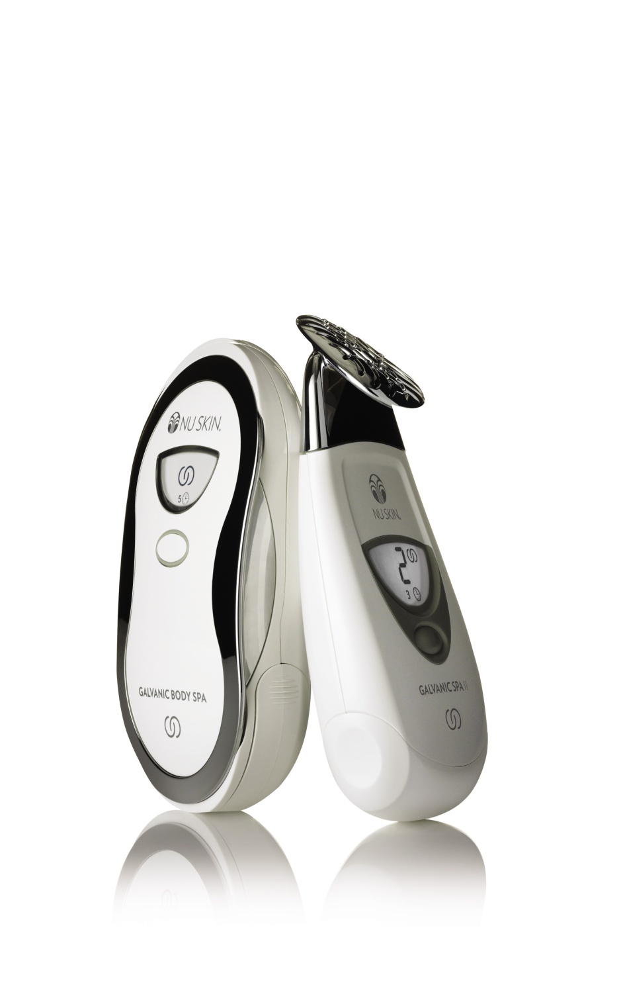 NU SKIN®
5
GALVANIC BODY SPA
NU SKIN®
2
3
GALVANIC SPA II